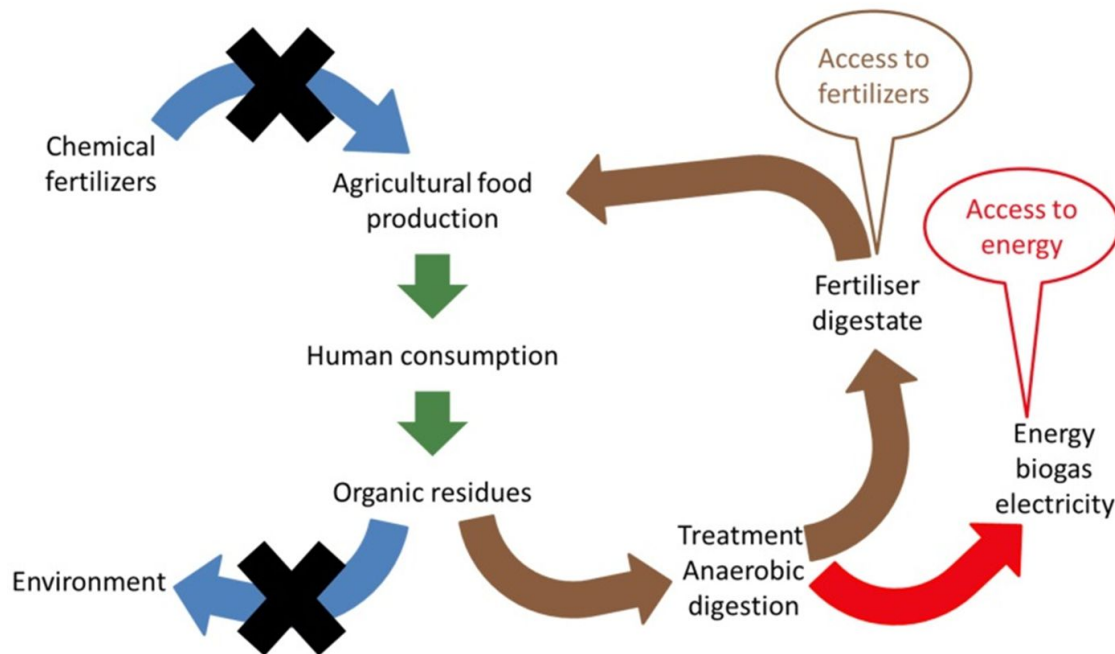 Access to
fertilizers
Chemical
fertilizers
Agricultural food
production
Access to
energy
Fertiliser
digestate
Human consumption
Energy
biogas
electricity
Organic residues
Treatment
Anaerobic
digestion
Environment